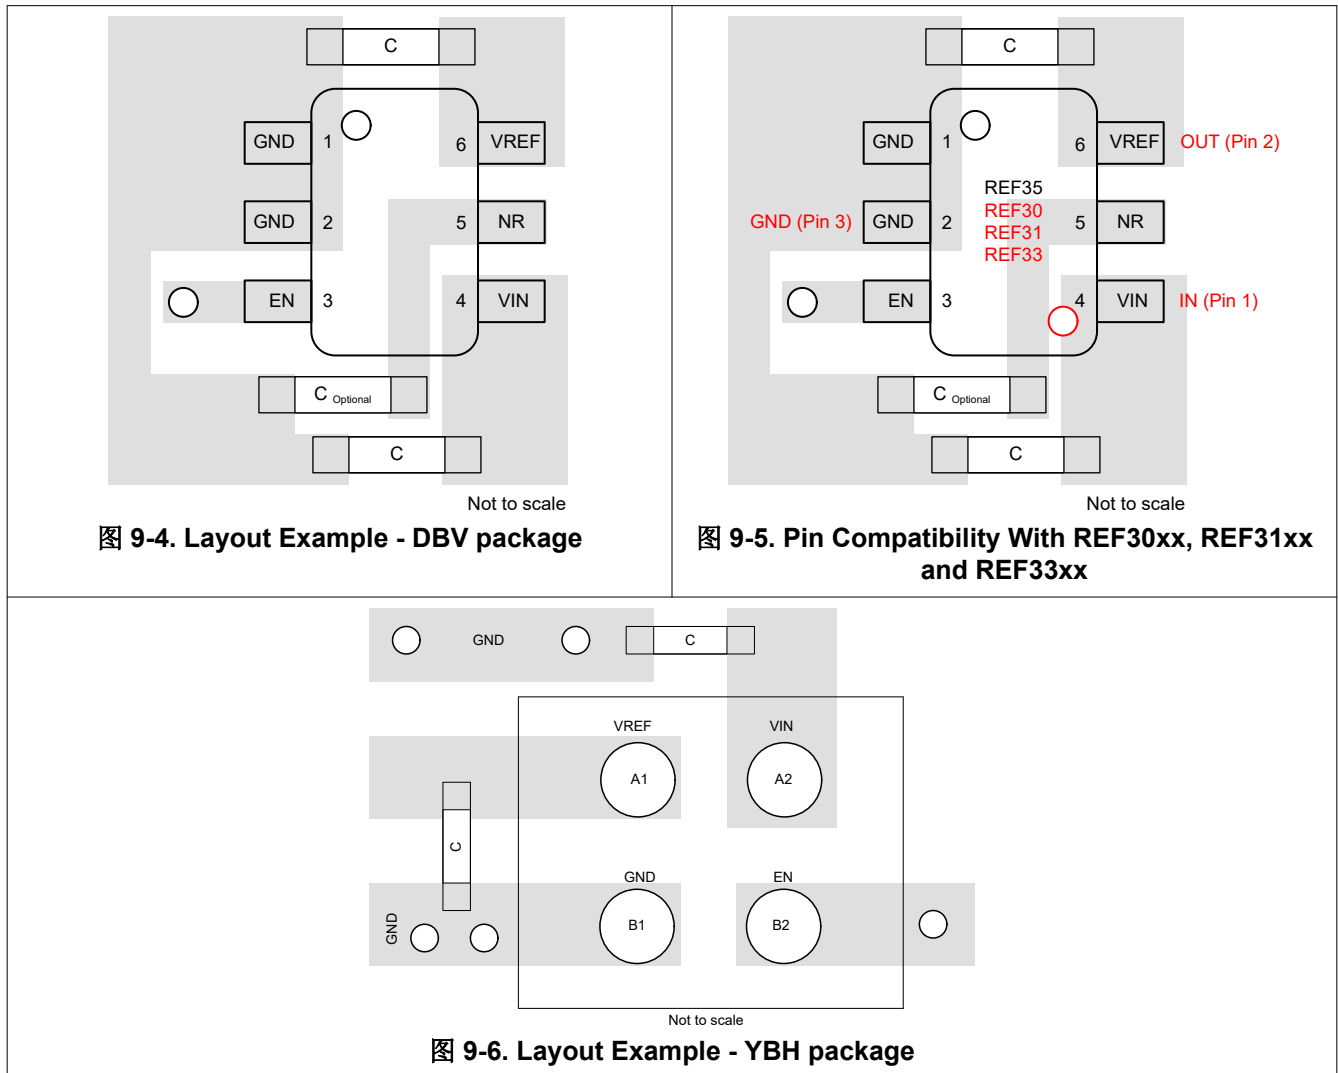 C
GND 1 6 VREF
GND 2 5 NR
EN 3 4 VIN
C Optional
C
Not to scale
图 9-4. Layout Example - DBV package
C
GND 1 6 VREF OUT (Pin 2)
REF35
GND (Pin 3) GND 2 REF30 5 NR
REF31
REF33
EN 3 4 VIN IN (Pin 1)
C Optional
C
Not to scale
图 9-5. Pin Compatibility With REF30xx, REF31xx
and REF33xx
GND C
VREF VIN
A1 A2
C
GND EN
GND B1 B2
Not to scale
图 9-6. Layout Example - YBH package